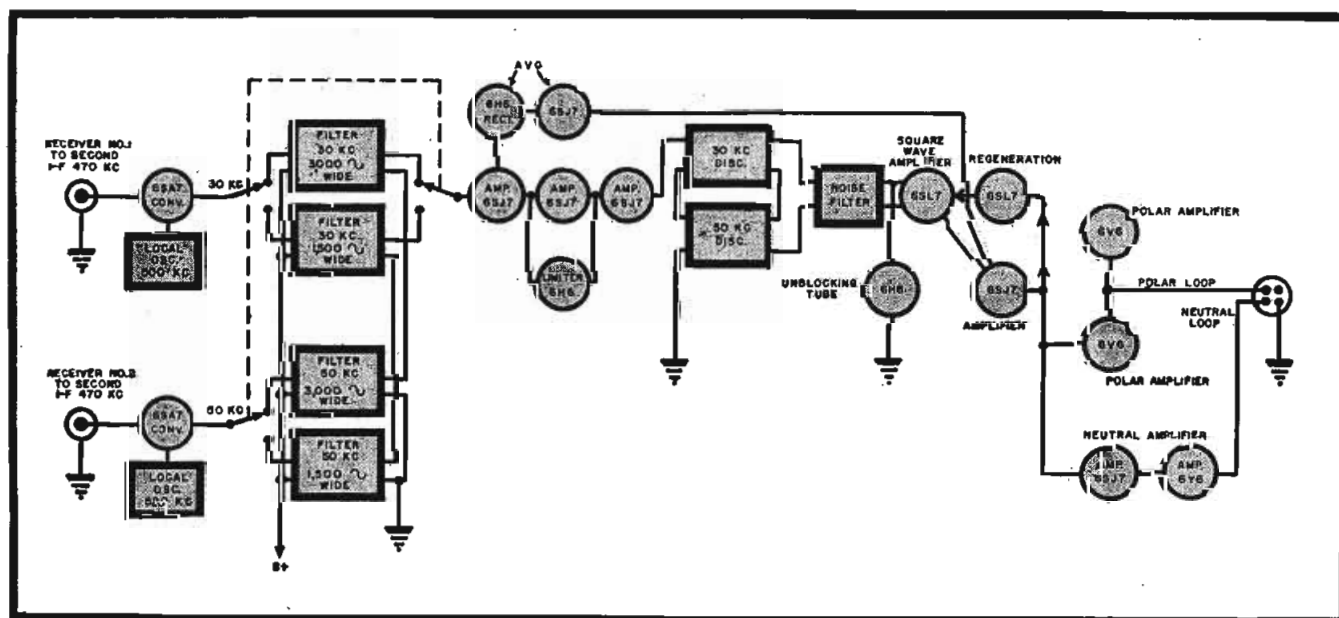 RECEIVER NO.1
TO SECOND
I-F 470 KC
6SA7
CONV.
LOCAL
OSC.
500 KC
30 KC
FILTER
30 KC
3000 ∿
WIDE
FILTER
30 KC
1,500 ∿
WIDE
RECEIVER NO.2
TO SECOND
I-F 470 KC
6SA7
CONV.
LOCAL
OSC.
KC
50 KC
FILTER
50 KC
3,000 ∿
WIDE
FILTER
50 KC
1,500 ∿
WIDE
B+
AVC
6H6
RECT.
6SJ7
AMP.
6SJ7
AMP.
6SJ7
AMP.
6SJ7
LIMITER
6H6
30 KC
DISC.
50 KC
DISC.
NOISE
FILTER
UNBLOCKING
TUBE
6H6
SQUARE
WAVE
AMPLIFIER
6SL7
REGENERATION
6SL7
6SJ7
AMPLIFIER
POLAR AMPLIFIER
6V6
POLAR LOOP
NEUTRAL
LOOP
6V6
POLAR AMPLIFIER
NEUTRAL AMPLIFIER
AMP.
6SJ7
AMP.
6V6